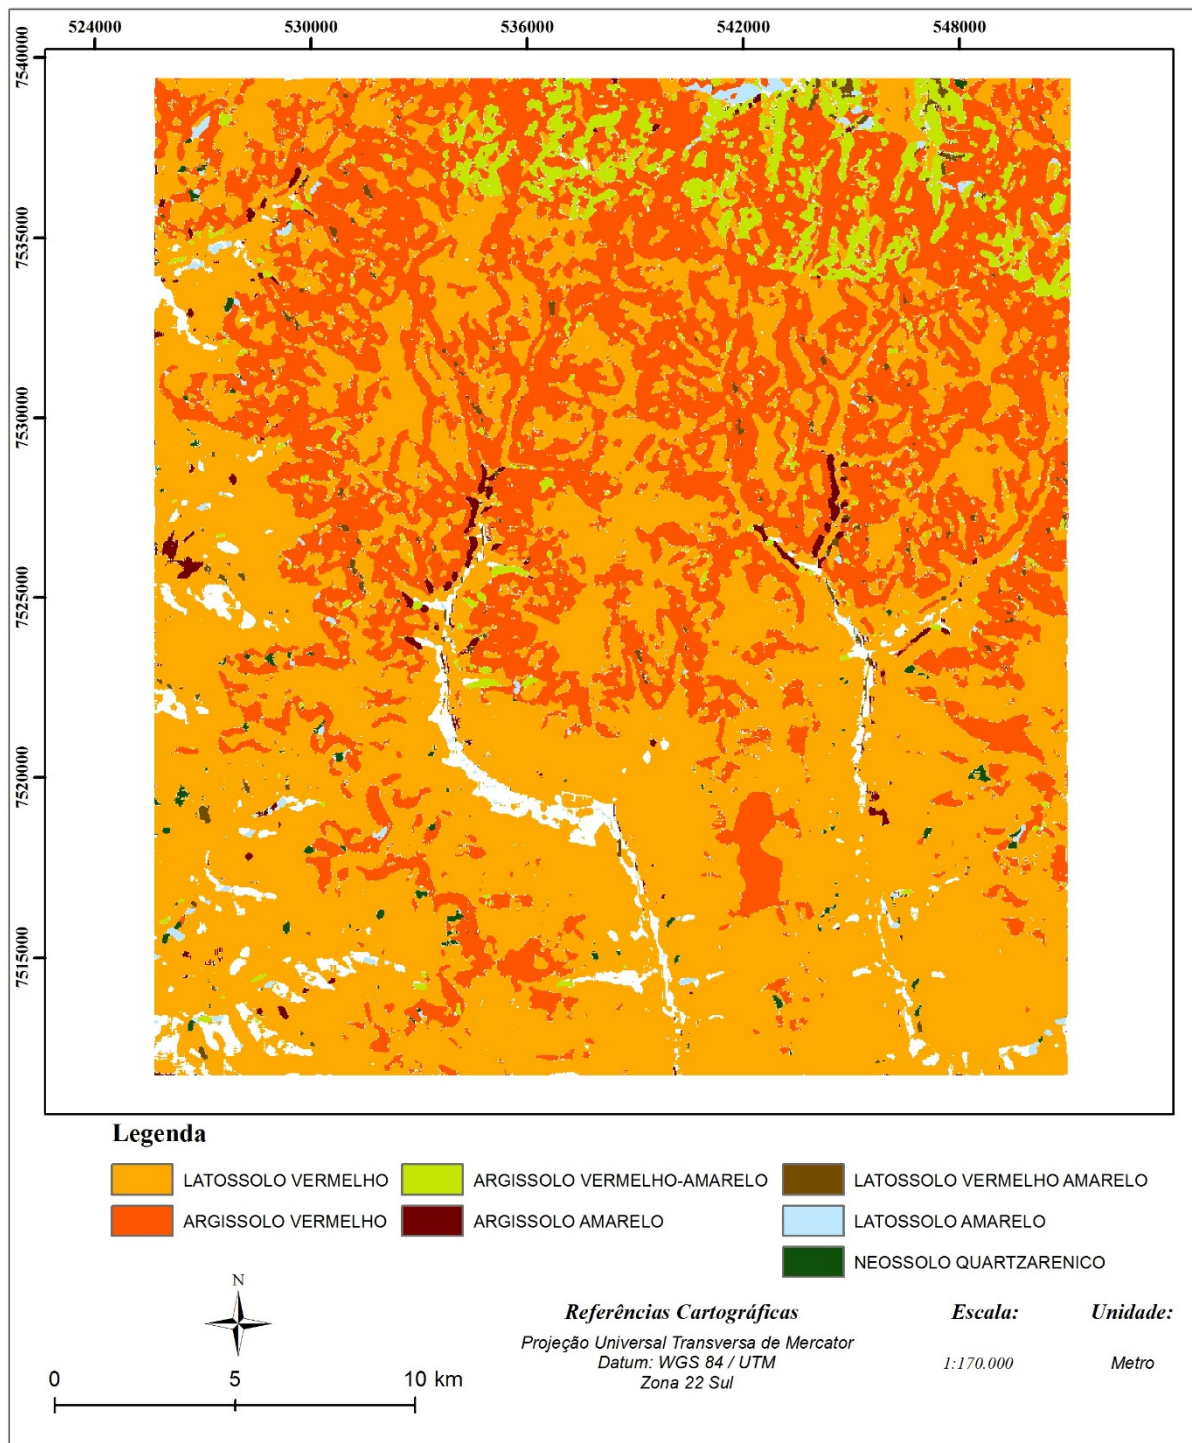 524000 530000 536000 542000 548000
7540000
7535000
7530000
7525000
7520000
7515000
Legenda
LATOSSOLO VERMELHO ARGISSOLO VERMELHO-AMARELO LATOSSOLO VERMELHO AMARELO
ARGISSOLO VERMELHO ARGISSOLO AMARELO LATOSSOLO AMARELO
NEOSSOLO QUARTZARENICO
N
Referências Cartográficas Escala: Unidade:
Projeção Universal Transversa de Mercator
Datum: WGS 84 / UTM 1:170.000 Metro
Zona 22 Sul
0 5 10 km